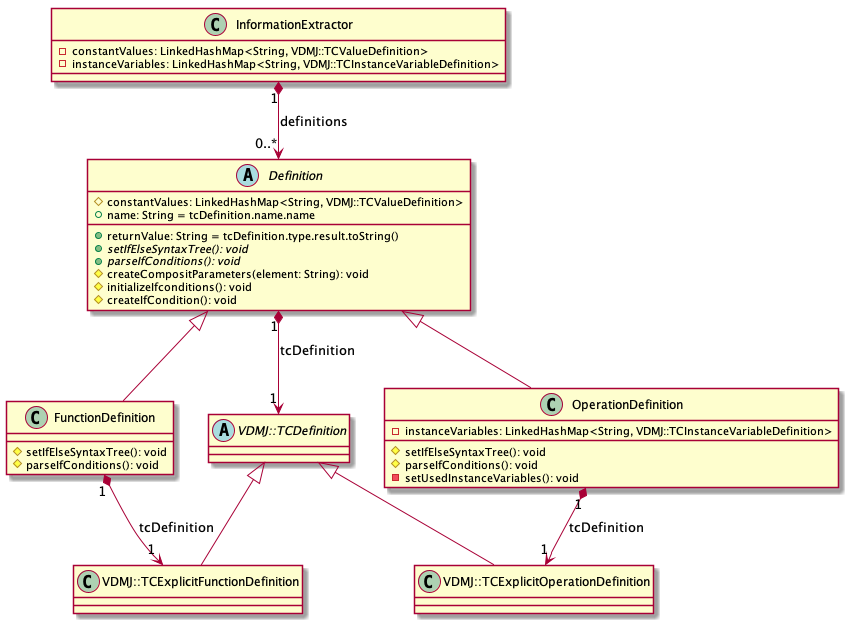 C InformationExtractor
constantValues: LinkedHashMap<String, VDMJ::TCValueDefinition>
instanceVariables: LinkedHashMap<String, VDMJ::TCInstanceVariableDefinition>
1
definitions
0..*
A Definition
constantValues: LinkedHashMap<String, VDMJ::TCValueDefinition>
name: String = tcDefinition.name.name
returnValue: String = tcDefinition.type.result.toString()
setIfElseSyntaxTree(): void
parseIfConditions(): void
createCompositParameters(element: String): void
initializeIfconditions(): void
createIfCondition(): void
1
tcDefinition
1
C FunctionDefinition
setIfElseSyntaxTree(): void
parseIfConditions(): void
A VDMJ::TCDefinition
C OperationDefinition
instanceVariables: LinkedHashMap<String, VDMJ::TCInstanceVariableDefinition>
setIfElseSyntaxTree(): void
parseIfConditions(): void
setUsedInstanceVariables(): void
1
tcDefinition
1
1
tcDefinition
1
C VDMJ::TCExplicitFunctionDefinition
C VDMJ::TCExplicitOperationDefinition